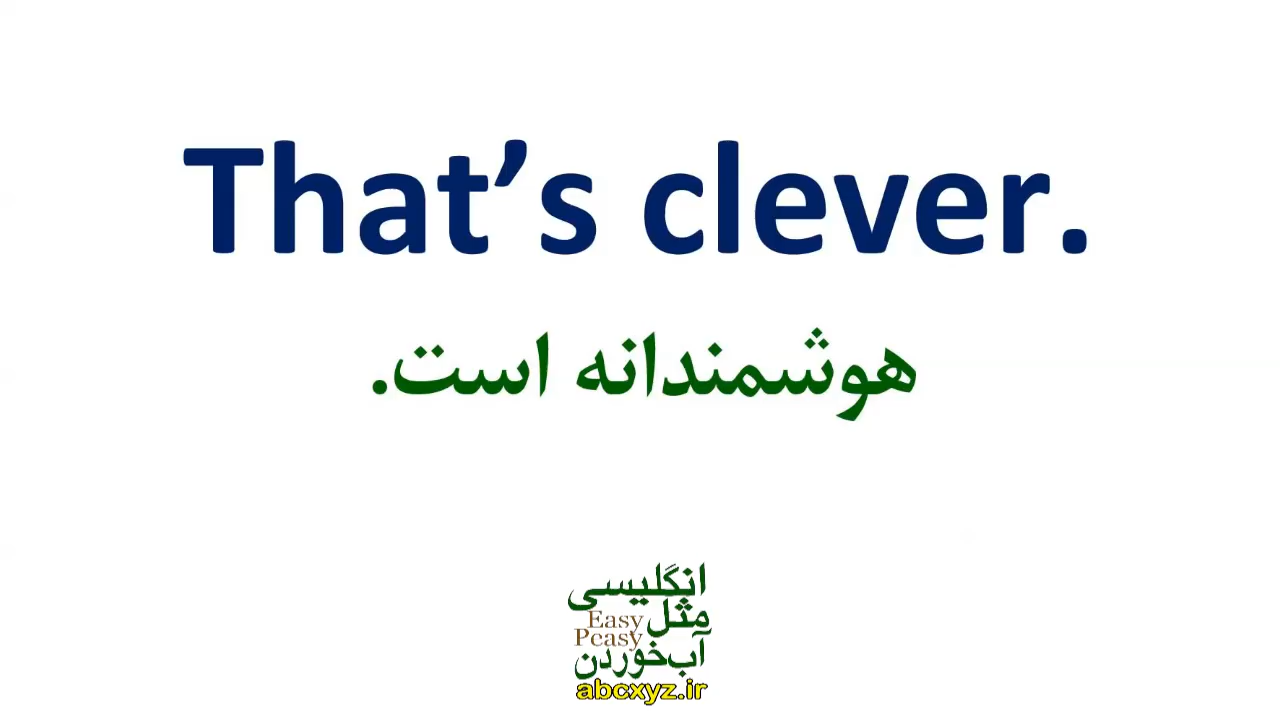 That’s clever.
هوشمندانه است.
انگلیسی
مثل
Easy
Peasy
آب‌خوردن
abcxyz.ir